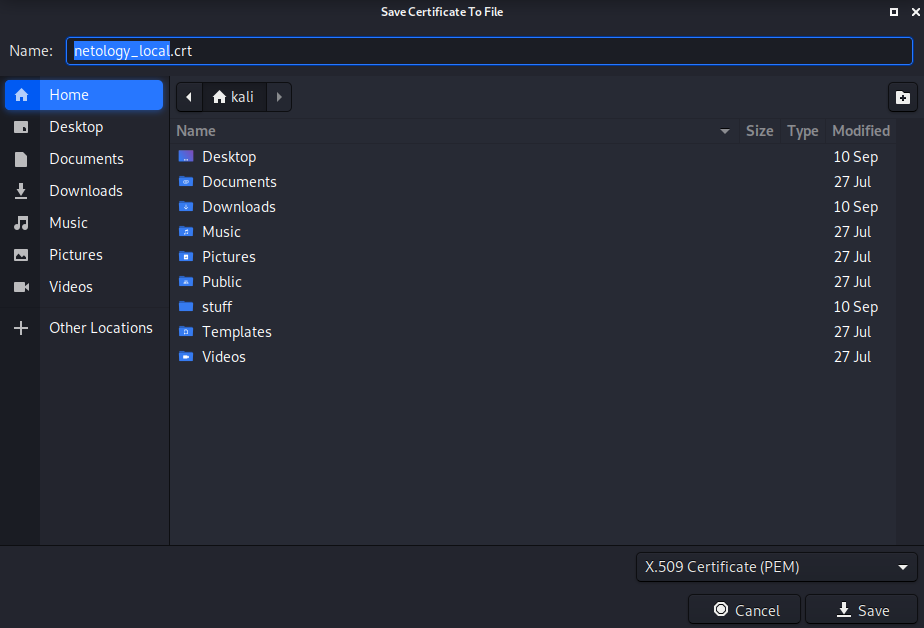 Save Certificate To File
Name: netology_local.crt
Home
Desktop
Documents
Downloads
Music
Pictures
Videos
Other Locations
kali
Name Size Type Modified
Desktop 10 Sep
Documents 27 Jul
Downloads 10 Sep
Music 27 Jul
Pictures 27 Jul
Public 27 Jul
stuff 10 Sep
Templates 27 Jul
Videos 27 Jul
X.509 Certificate (PEM)
Cancel Save